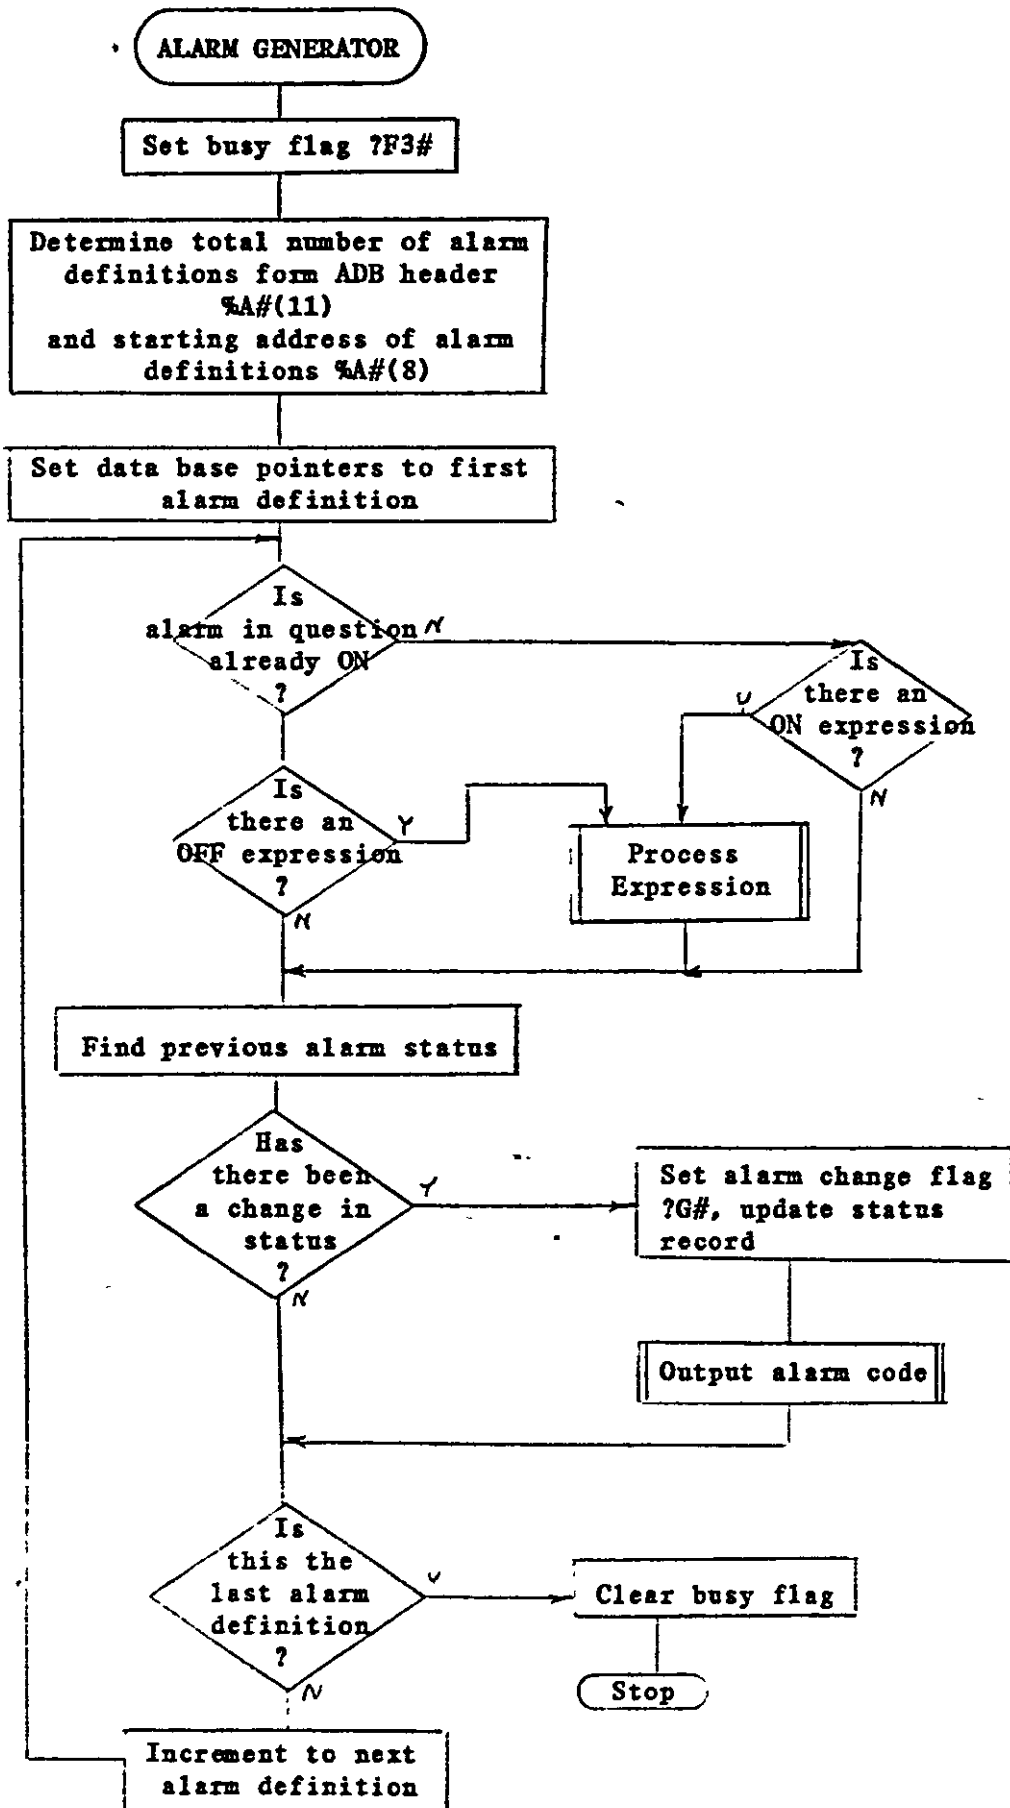 ALARM GENERATOR
Set busy flag ?F3#
Determine total number of alarm
definitions form ADB header
%A#(11)
and starting address of alarm
definitions %A#(8)
Set data base pointers to first
alarm definition
Is
alarm in question
already ON
?
N
Is
there an
ON expression
?
N
Is
there an
OFF expression
?
Y
N
Process
Expression
Find previous alarm status
Has
there been
a change in
status
?
Y
N
Set alarm change flag
?G#, update status
record
Output alarm code
Is
this the
last alarm
definition
?
N
Clear busy flag
Stop
Increment to next
alarm definition